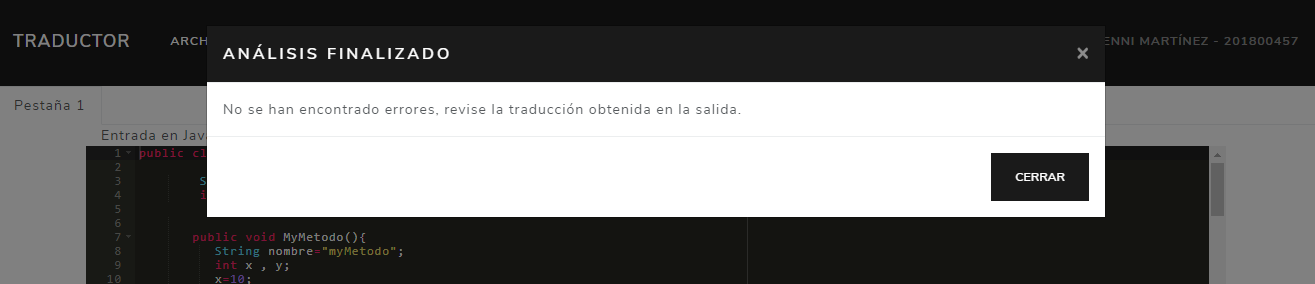 TRADUCTOR
ARCH
ENNI MARTÍNEZ - 201800457
ANÁLISIS FINALIZADO
×
No se han encontrado errores, revise la traducción obtenida en la salida.
CERRAR
Pestaña 1
Entrada en Java
1 public cl
2
3 S
4 i
5
6
7 public void MyMetodo(){
8 String nombre="myMetodo";
9 int x , y;
10 x=10;